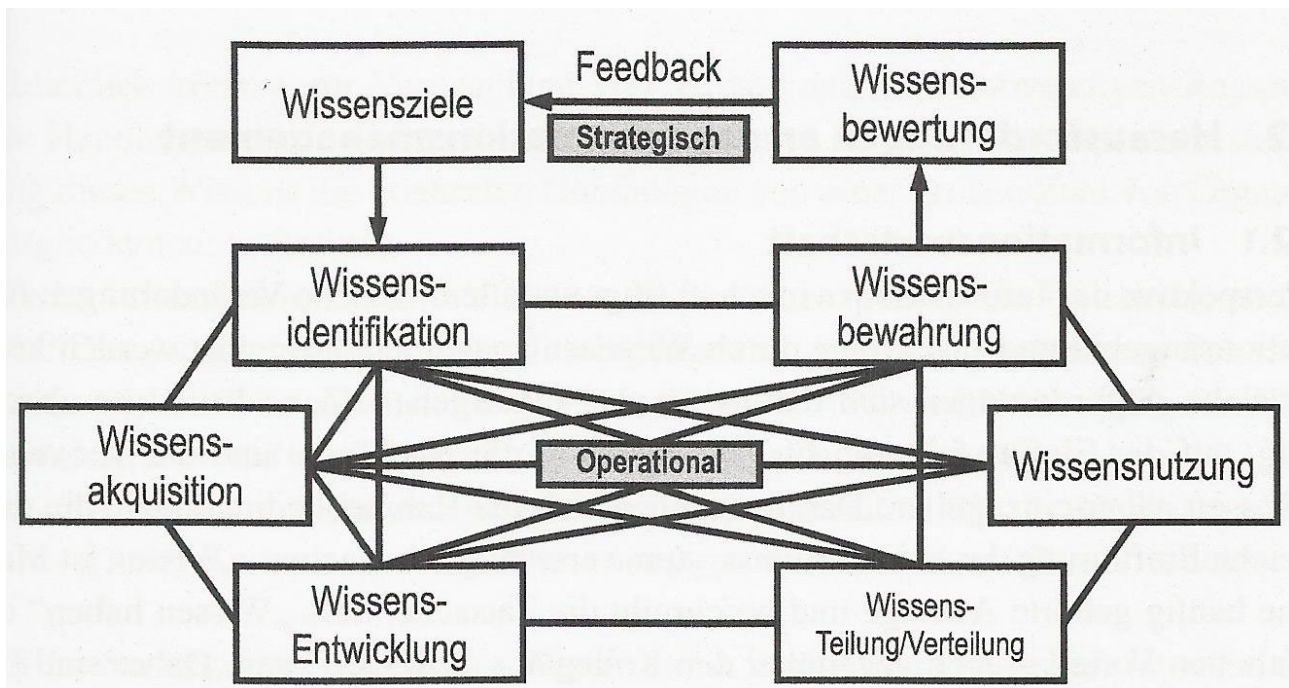 Wissensziele
Feedback
Strategisch
Wissens-
bewertung
Wissens-
identifikation
Wissens-
bewahrung
Wissens-
akquisition
Operational
Wissensnutzung
Wissens-
Entwicklung
Wissens-
Teilung/Verteilung